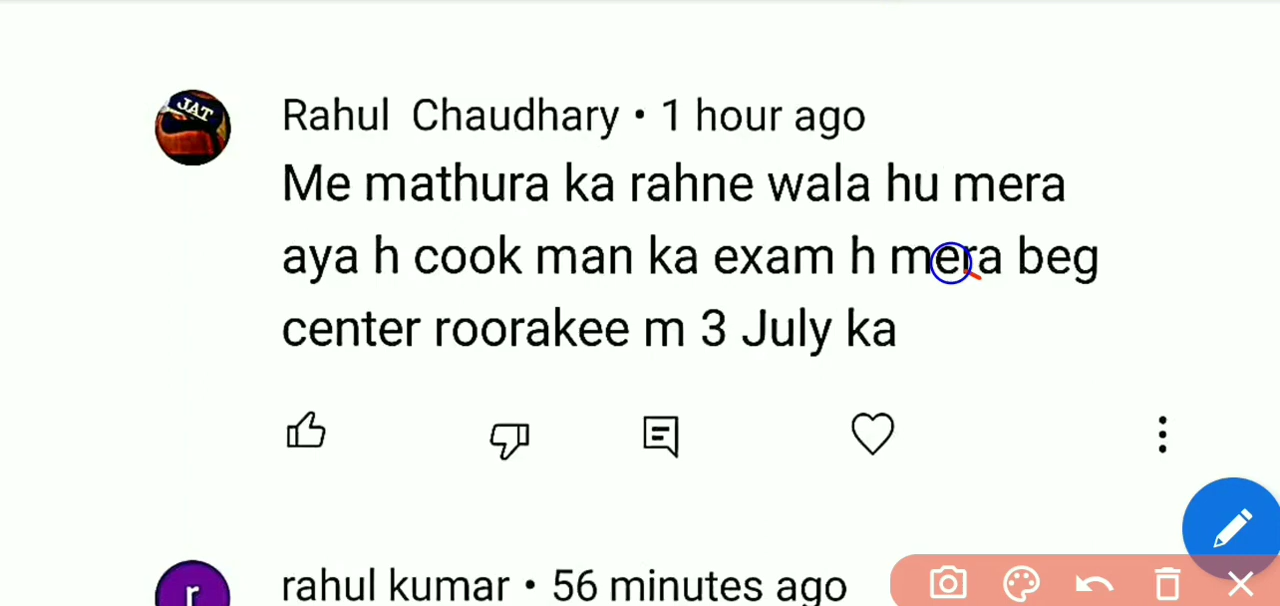 JAT
Rahul Chaudhary • 1 hour ago
Me mathura ka rahne wala hu mera
aya h cook man ka exam h mera beg
center roorakee m 3 July ka
r
rahul kumar • 56 minutes ago